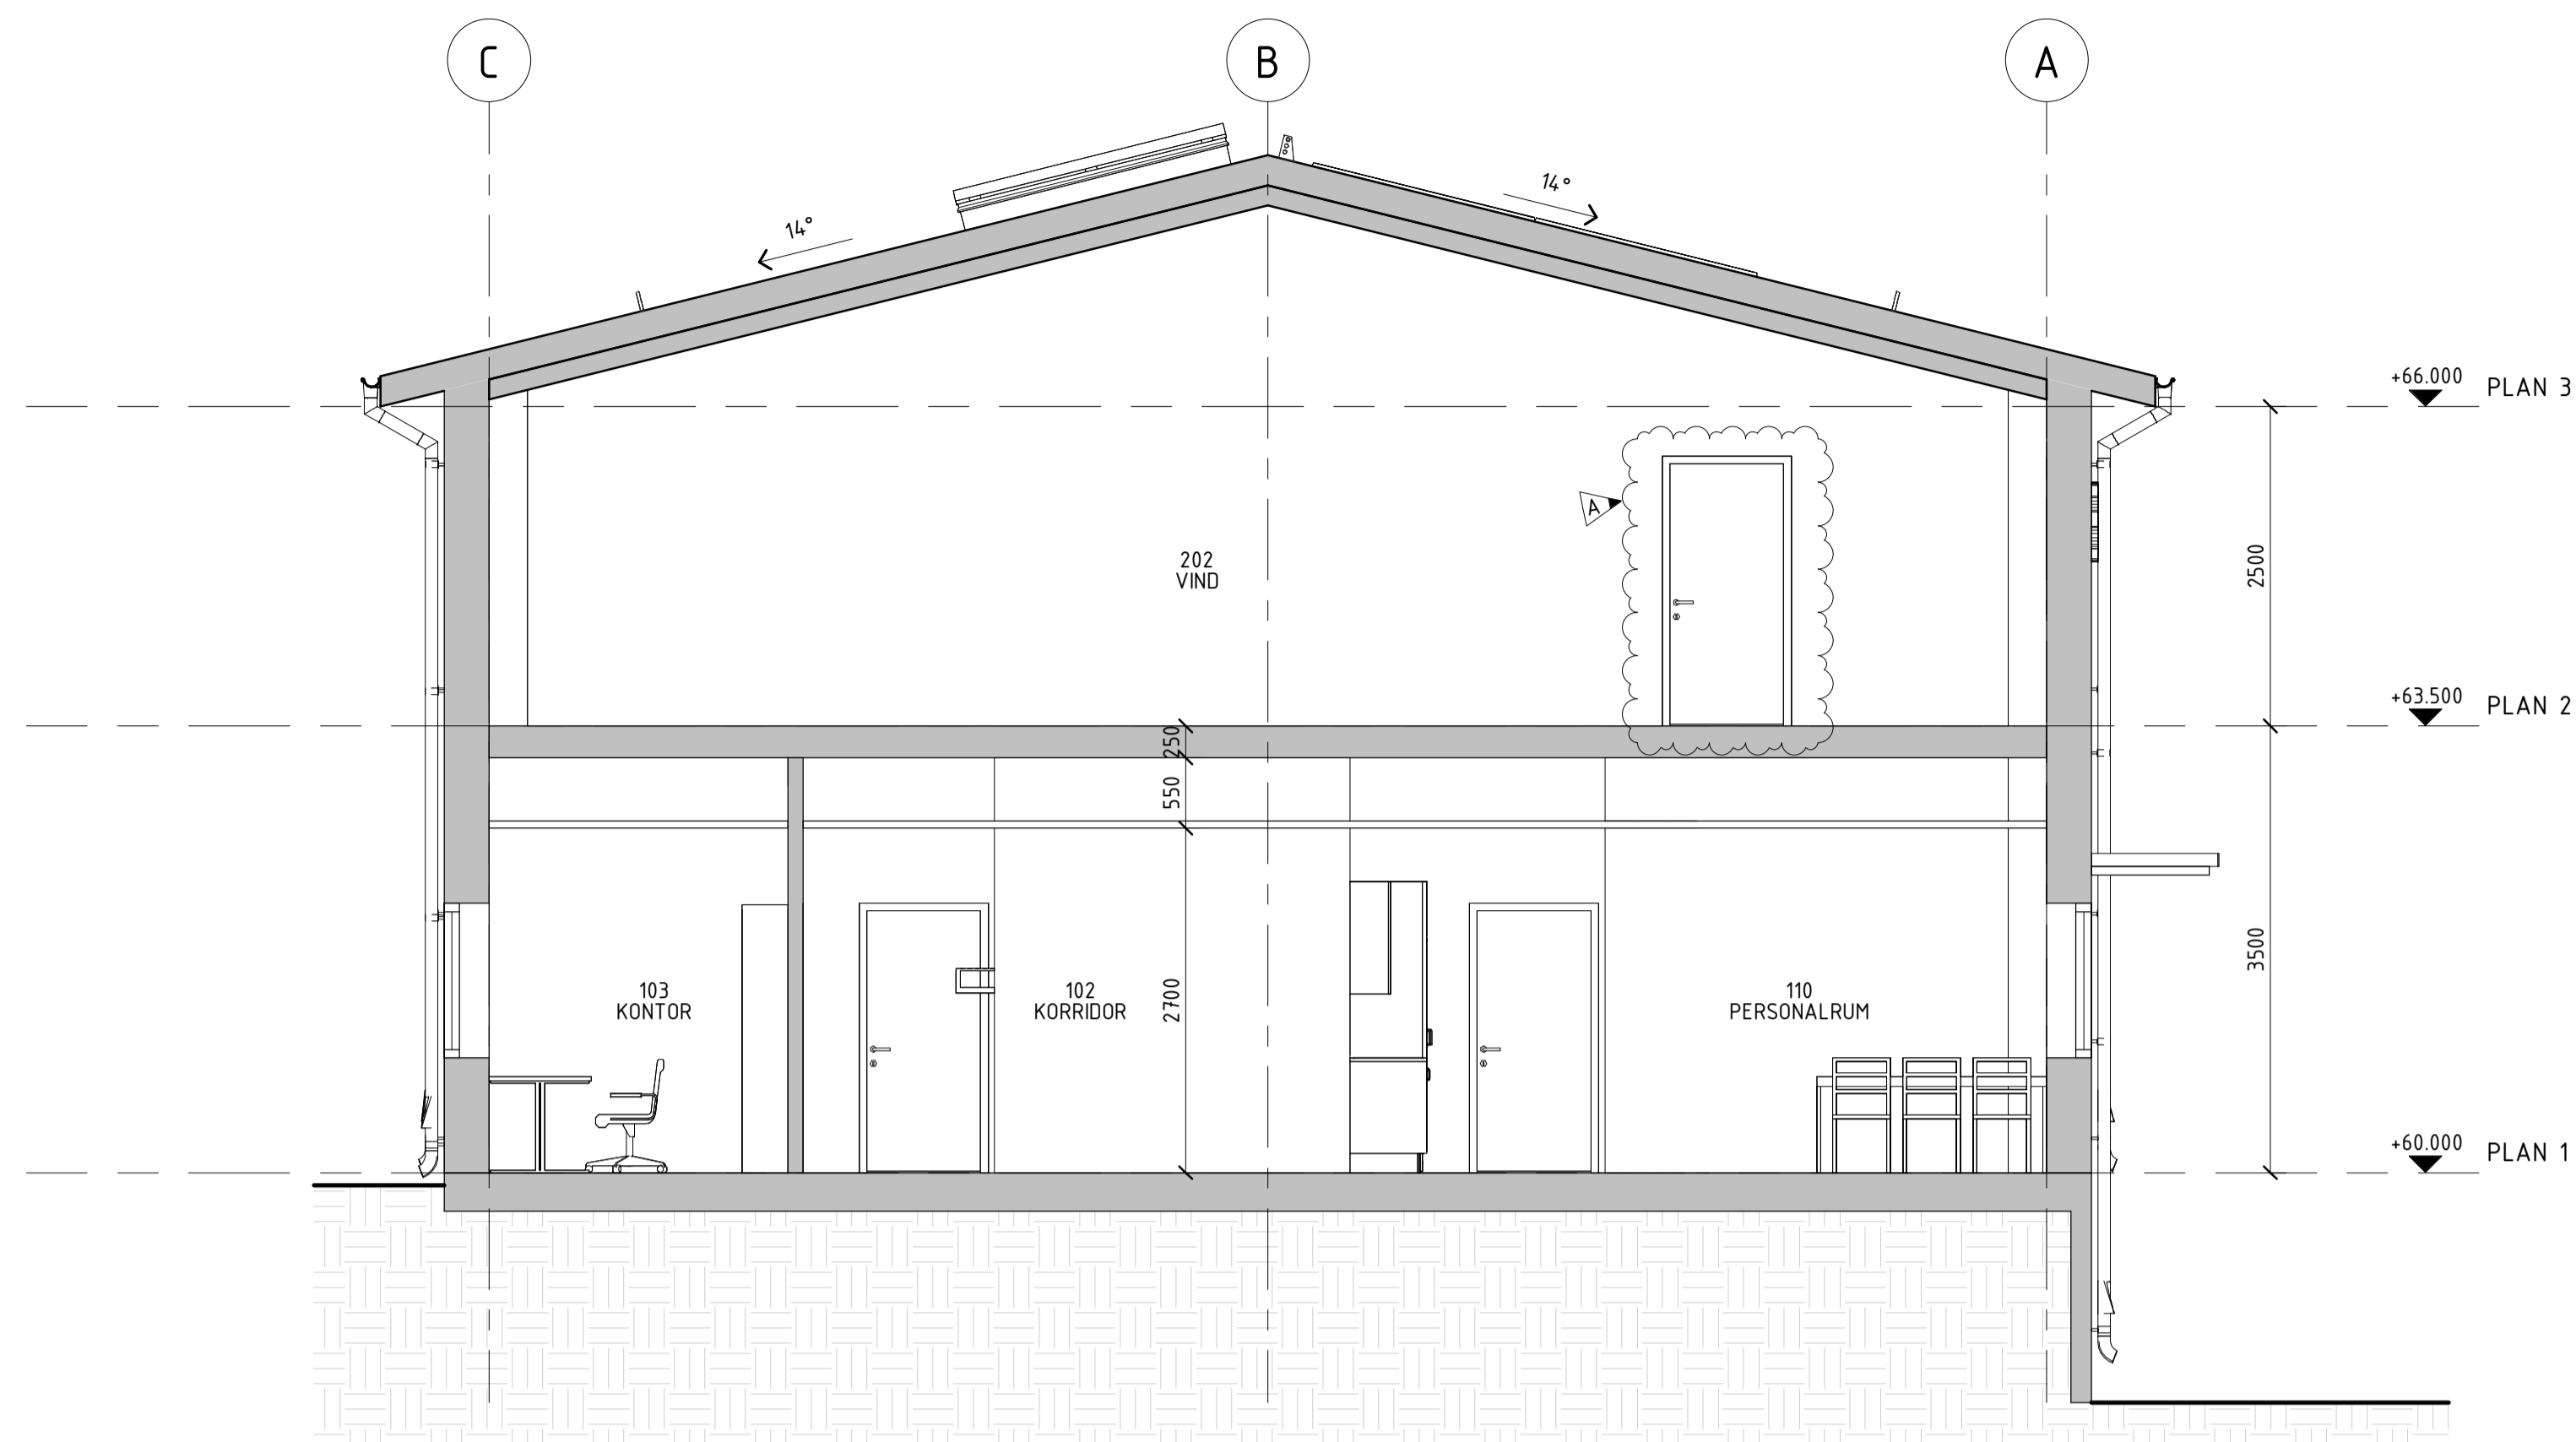 C
B
A
14°
14°
+66.000
PLAN 3
A
202
VIND
2500
+63.500
PLAN 2
250
550
3500
103
KONTOR
102
KORRIDOR
2700
110
PERSONALRUM
+60.000
PLAN 1